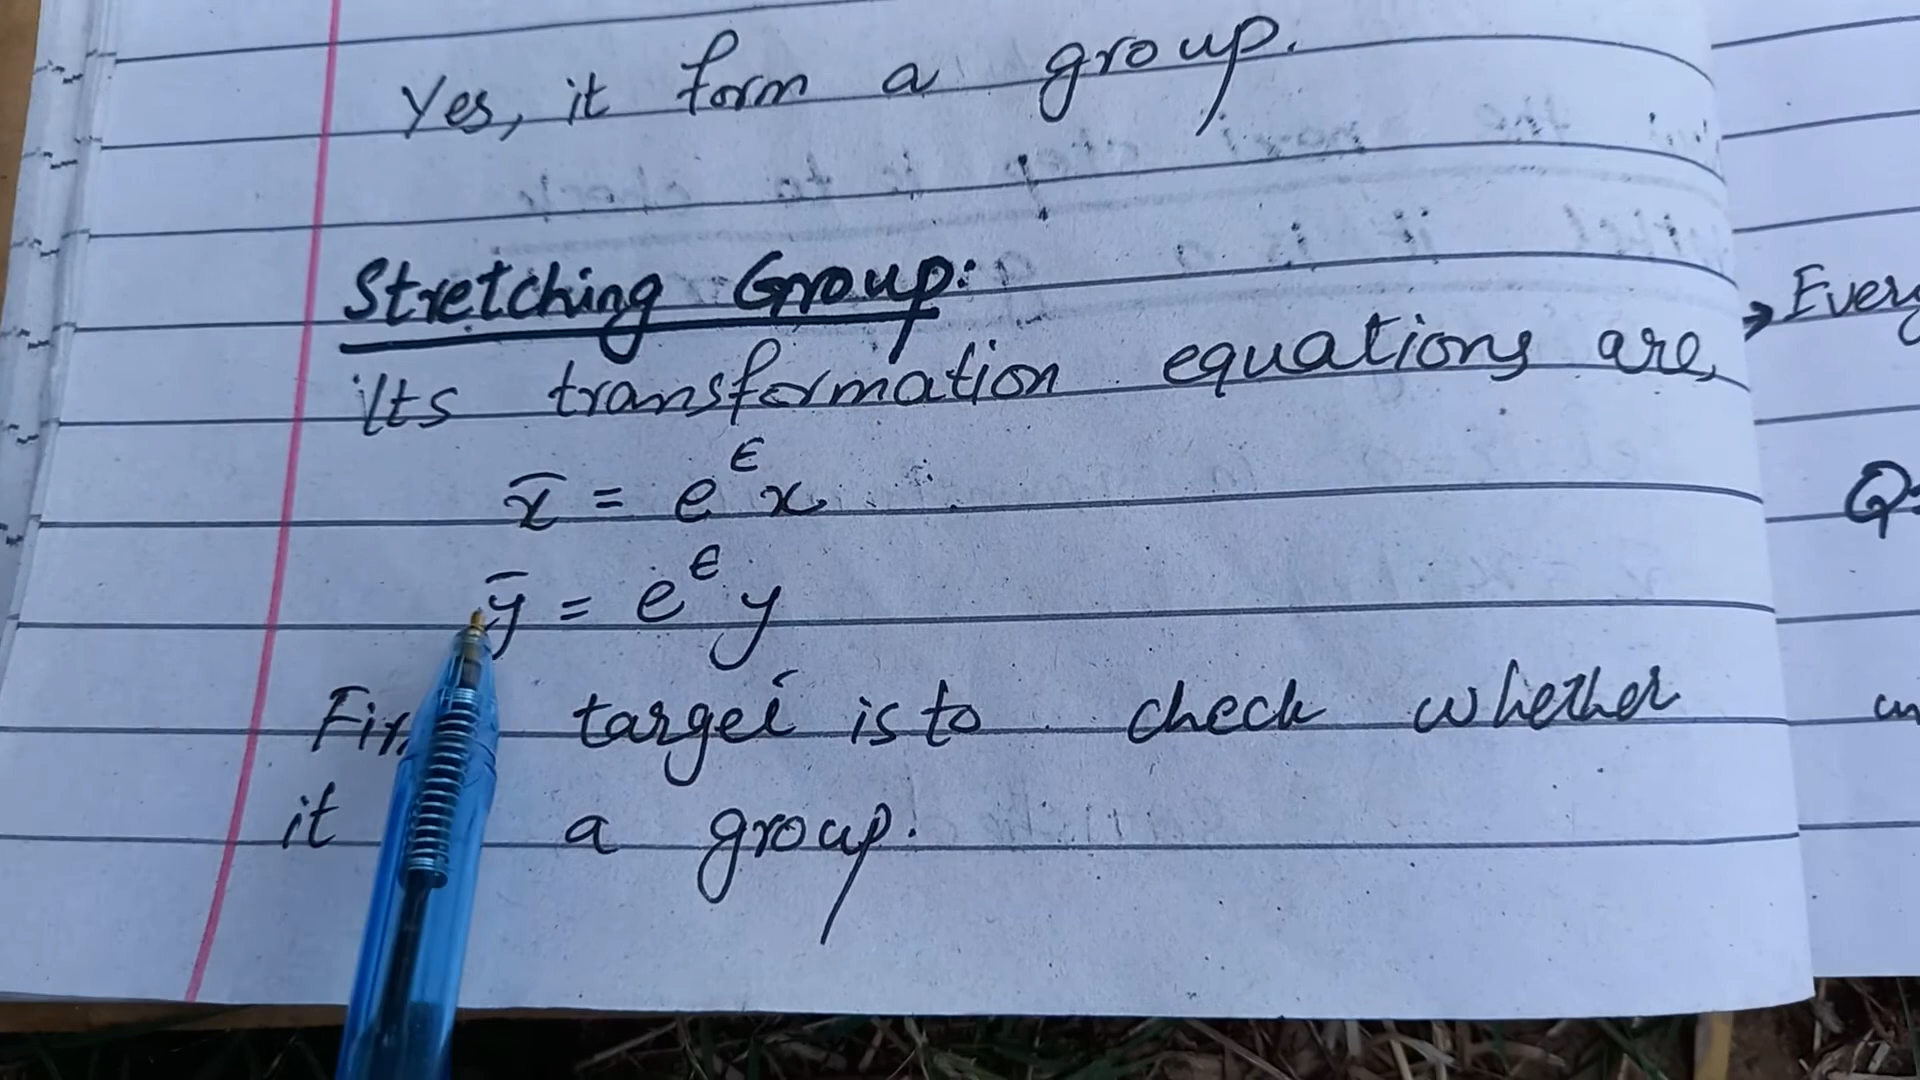 Yes, it form a group.
Stretching Group:
Its transformation equations are,
x̄ = e^ϵ x
ȳ = e^ϵ y
target is to check whether
it a group.
Every
Q: